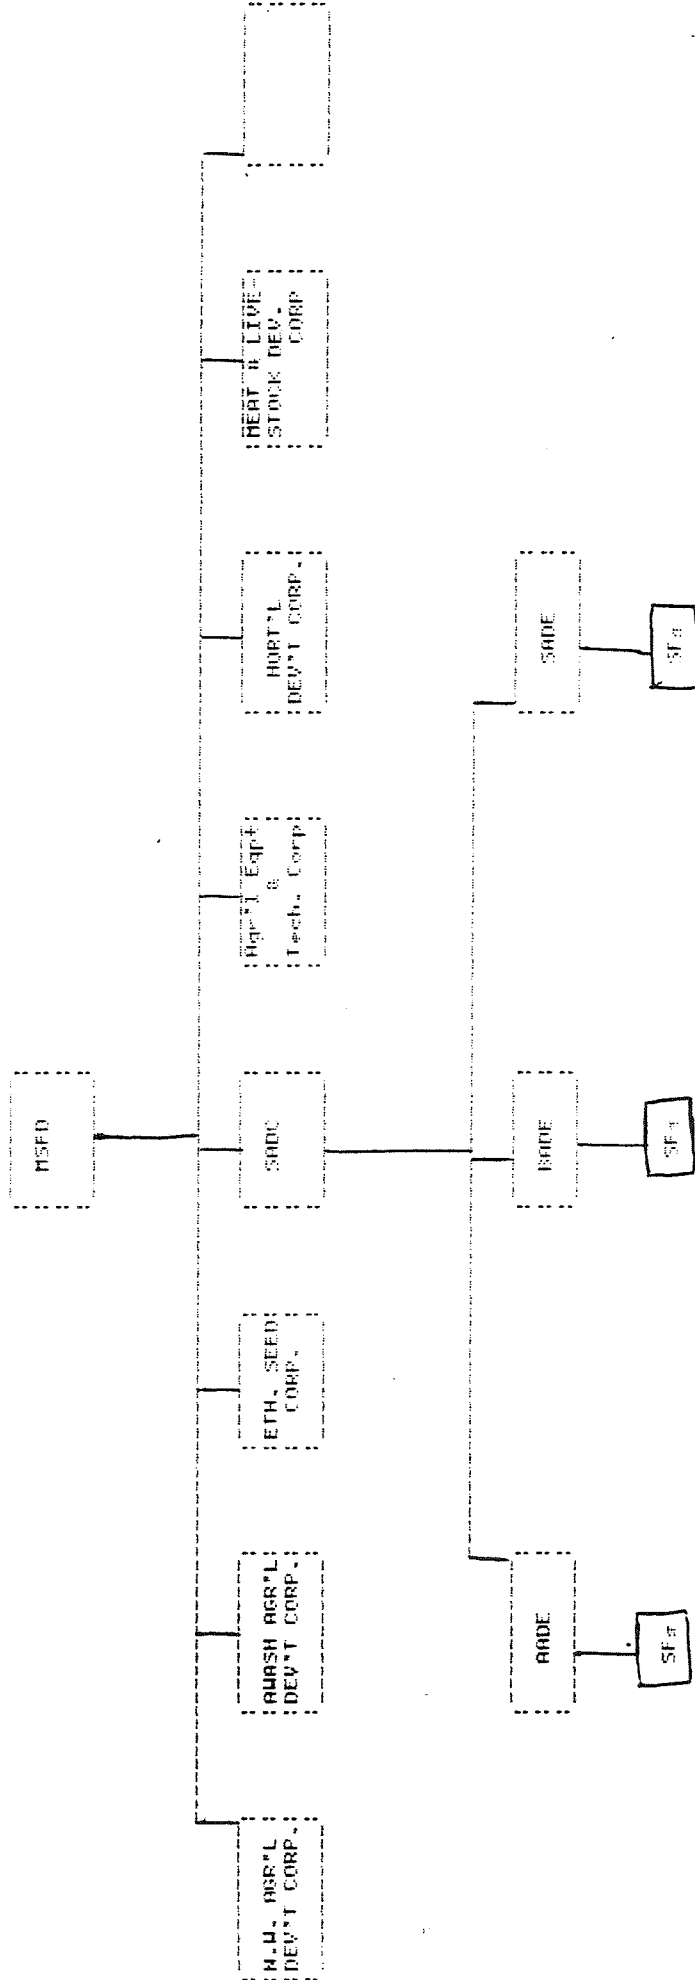 MSFD
N.W. AGR'L
DEV'T CORP.
AWASH AGR'L
DEV'T CORP.
ETH. SEED
CORP.
SADC
Agr'l Eqpt
&
Tech. Corp
HORT'L
DEV'T CORP.
MEAT & LIVE-
STOCK DEV.
CORP
AADE
BADE
SADE
SFs
SFs
SFs